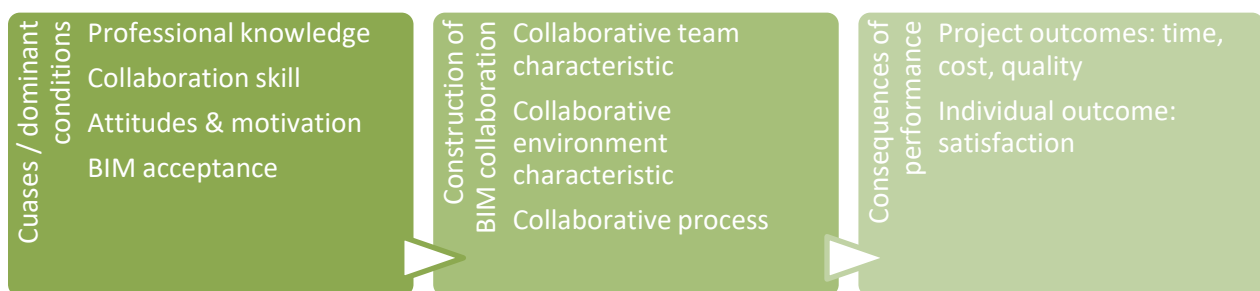 Cuases / dominant
conditions
Professional knowledge
Collaboration skill
Attitudes & motivation
BIM acceptance
Construction of
BIM collaboration
Collaborative team
characteristic
Collaborative
environment
characteristic
Collaborative process
Consequences of
performance
Project outcomes: time,
cost, quality
Individual outcome:
satisfaction